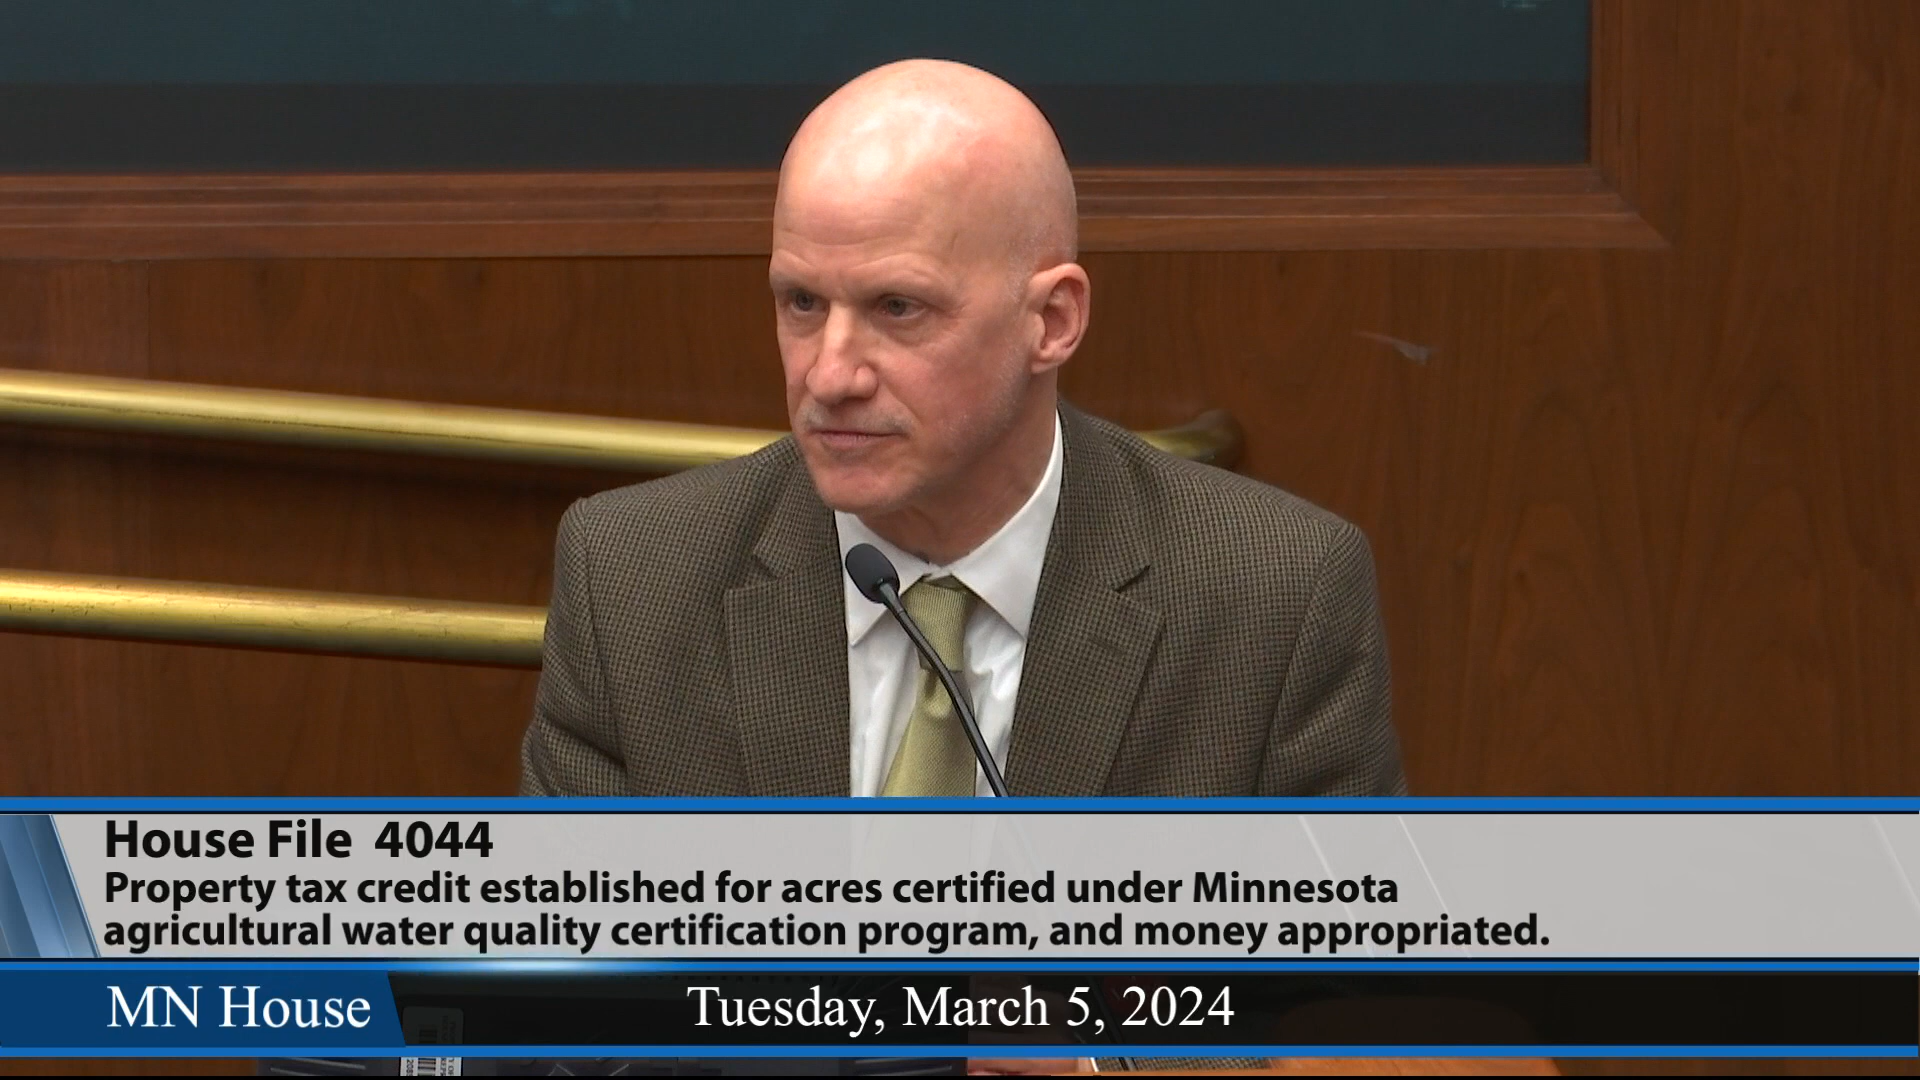 House File 4044
Property tax credit established for acres certified under Minnesota
agricultural water quality certification program, and money appropriated.
MN House
Tuesday, March 5, 2024